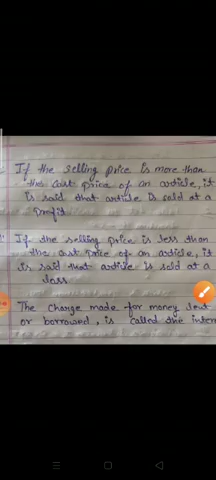 If the selling price is more than
the cost price of an article, it
is said that article is sold at a
profit
If the selling price is less than
the cost price of an article, it
is said that article is sold at a
loss
The charge made for money lent
or borrowed, is called the inter